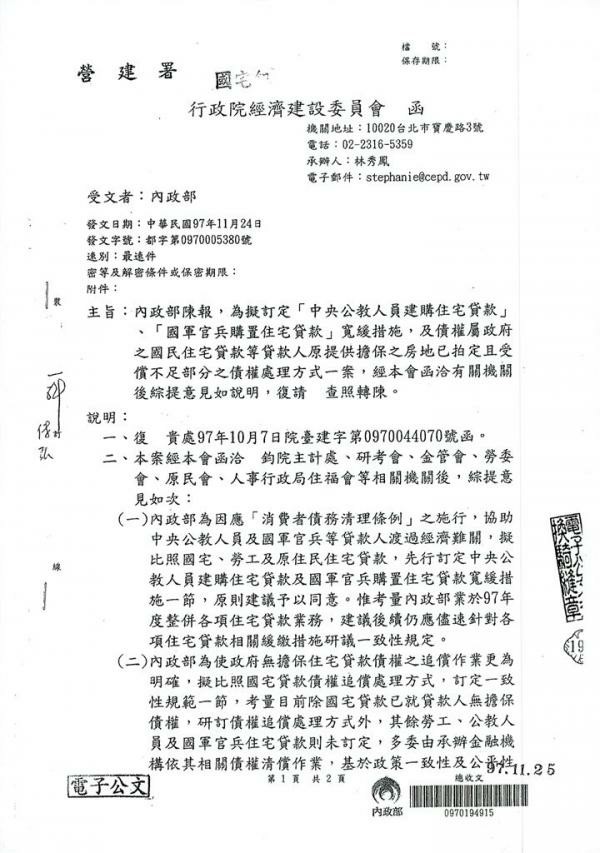 檔　　號：
保存期限：
營建署
國宅
行政院經濟建設委員會　函
機關地址：10020台北市寶慶路3號
電話：02-2316-5359
承辦人：林秀鳳
電子郵件：stephanie@cepd.gov.tw
受文者：內政部
發文日期：中華民國97年11月24日
發文字號：都字第0970005380號
速別：最速件
密等及解密條件或保密期限：
附件：
裝
主旨：內政部陳報，為擬訂定「中央公教人員建購住宅貸款」
、「國軍官兵購置住宅貸款」寬緩措施，及債權屬政府
之國民住宅貸款等貸款人原提供擔保之房地已拍定且受
償不足部分之債權處理方式一案，經本會函洽有關機關
後綜提意見如說明，復請　查照轉陳。
說明：
一、復　貴處97年10月7日院臺建字第0970044070號函。
二、本案經本會函洽　鈞院主計處、研考會、金管會、勞委
會、原民會、人事行政局住福會等相關機關後，綜提意
見如次：
(一)內政部為因應「消費者債務清理條例」之施行，協助
中央公教人員及國軍官兵等貸款人渡過經濟難關，擬
比照國宅、勞工及原住民住宅貸款，先行訂定中央公
教人員建購住宅貸款及國軍官兵購置住宅貸款寬緩措
施一節，原則建議予以同意。惟考量內政部業於97年
度整併各項住宅貸款業務，建議後續仍應儘速針對各
項住宅貸款相關緩繳措施研議一致性規定。
線
電子公文
換騎縫章
(二)內政部為使政府無擔保住宅貸款債權之追償作業更為
明確，擬比照國宅貸款債權追償處理方式，訂定一致
性規範一節，考量目前除國宅貸款已就貸款人無擔保
債權，研訂債權追償處理方式外，其餘勞工、公教人
員及國軍官兵住宅貸款則未訂定，多委由承辦金融機
構依其相關債權清償作業，基於政策一致性及公平性
第1頁　共2頁
電子公文
內政部
總收文
97.11.25
0970194915